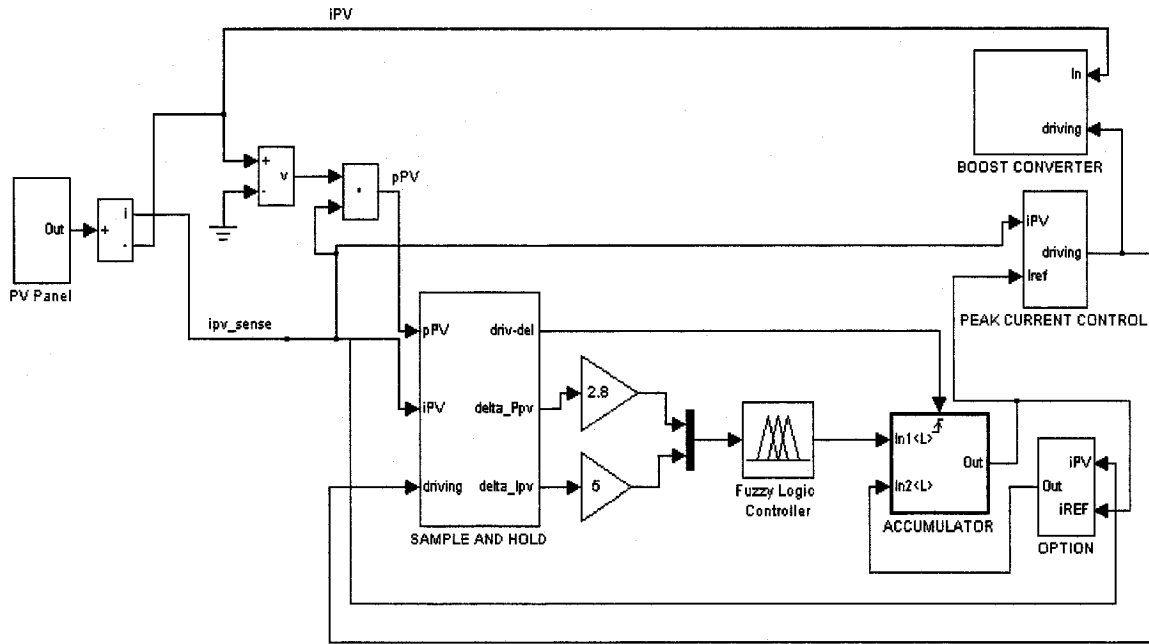 iPV
In
driving
BOOST CONVERTER
+
v
-
pPV
.
Out
+
i
-
PV Panel
iPV
driving
Iref
PEAK CURRENT CONTROL
ipv_sense
pPV
driv-del
iPV
delta_Ppv
driving
delta_Ipv
SAMPLE AND HOLD
2.8
5
Fuzzy Logic
Controller
In1<L>
Out
In2<L>
ACCUMULATOR
iPV
Out
iREF
OPTION